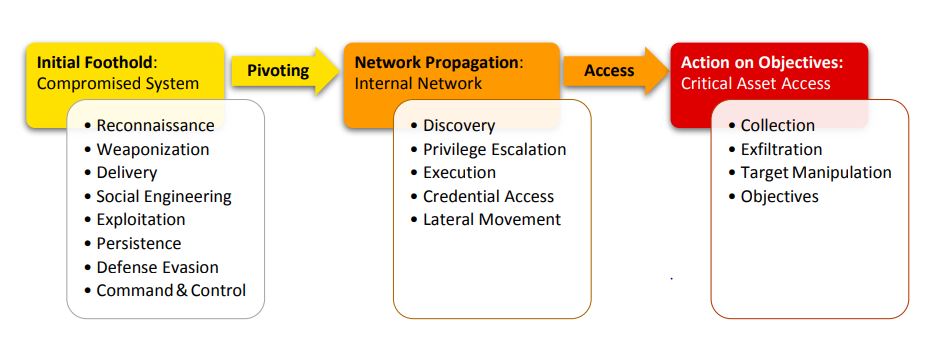 Initial Foothold:
Compromised System
• Reconnaissance
• Weaponization
• Delivery
• Social Engineering
• Exploitation
• Persistence
• Defense Evasion
• Command & Control
Pivoting
Network Propagation:
Internal Network
• Discovery
• Privilege Escalation
• Execution
• Credential Access
• Lateral Movement
Access
Action on Objectives:
Critical Asset Access
• Collection
• Exfiltration
• Target Manipulation
• Objectives
.